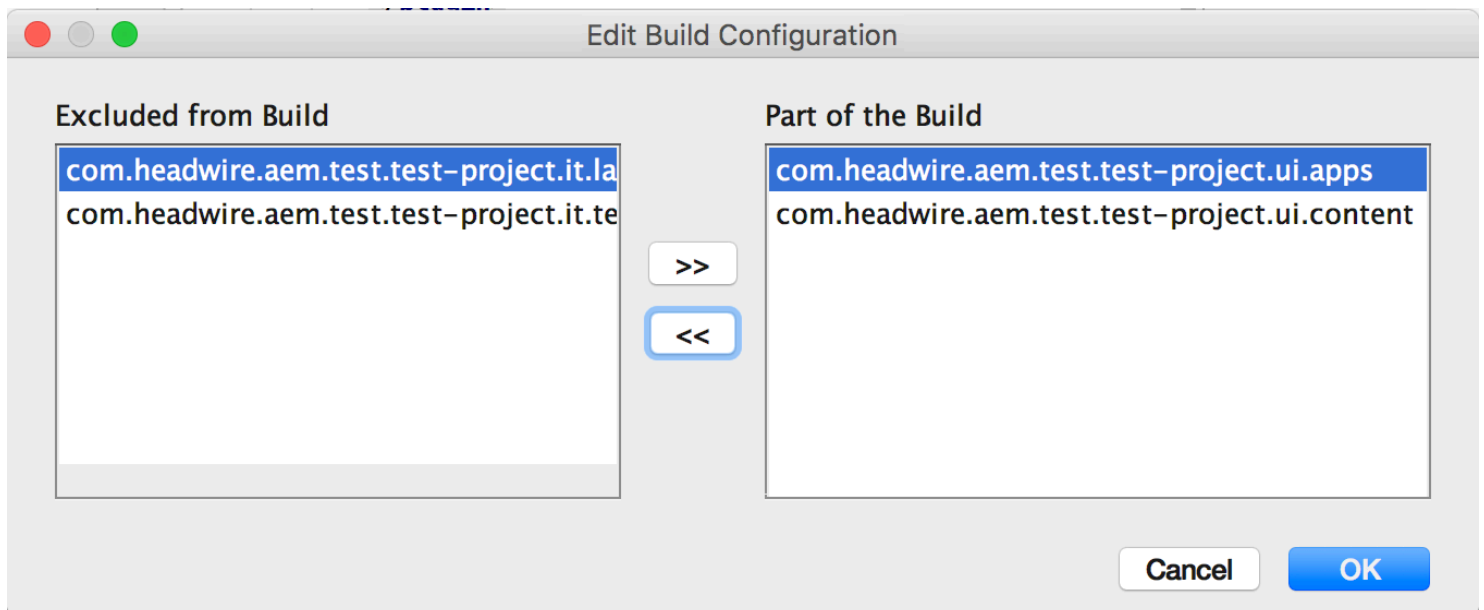 Edit Build Configuration
Excluded from Build
com.headwire.aem.test.test-project.it.la
com.headwire.aem.test.test-project.it.te
>>
<<
Part of the Build
com.headwire.aem.test.test-project.ui.apps
com.headwire.aem.test.test-project.ui.content
Cancel
OK